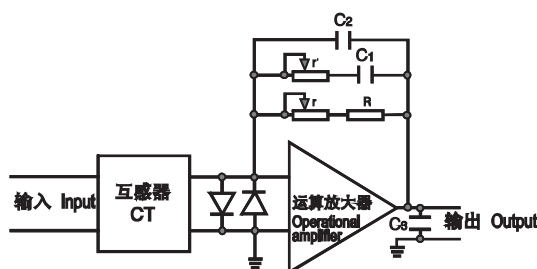 C2
r' C1
r R
输入 Input
互感器
CT
运算放大器
Operational
amplifier
C3
输出 Output